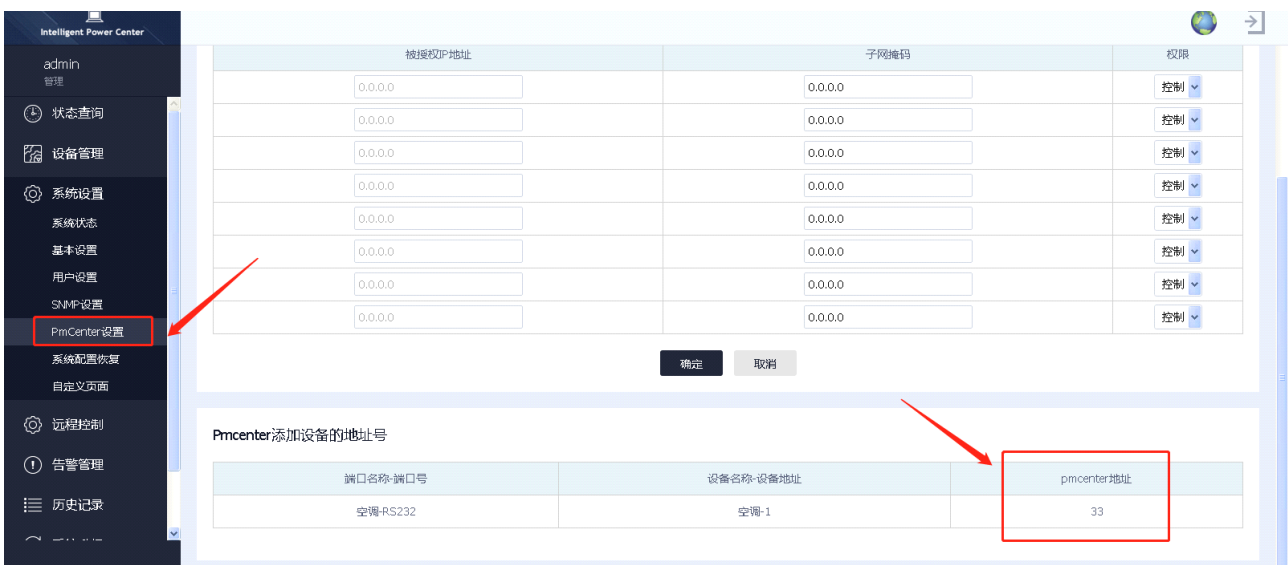 Intelligent Power Center
admin
管理
状态查询
设备管理
系统设置
系统状态
基本设置
用户设置
SNMP设置
PmCenter设置
系统配置恢复
自定义页面
远程控制
告警管理
历史记录
被授权IP地址 子网掩码 权限
0.0.0.0 0.0.0.0 控制
0.0.0.0 0.0.0.0 控制
0.0.0.0 0.0.0.0 控制
0.0.0.0 0.0.0.0 控制
0.0.0.0 0.0.0.0 控制
0.0.0.0 0.0.0.0 控制
0.0.0.0 0.0.0.0 控制
0.0.0.0 0.0.0.0 控制
确定 取消
Pmcenter添加设备的地址号
端口名称-端口号 设备名称-设备地址 pmcenter地址
空调-RS232 空调-1 33